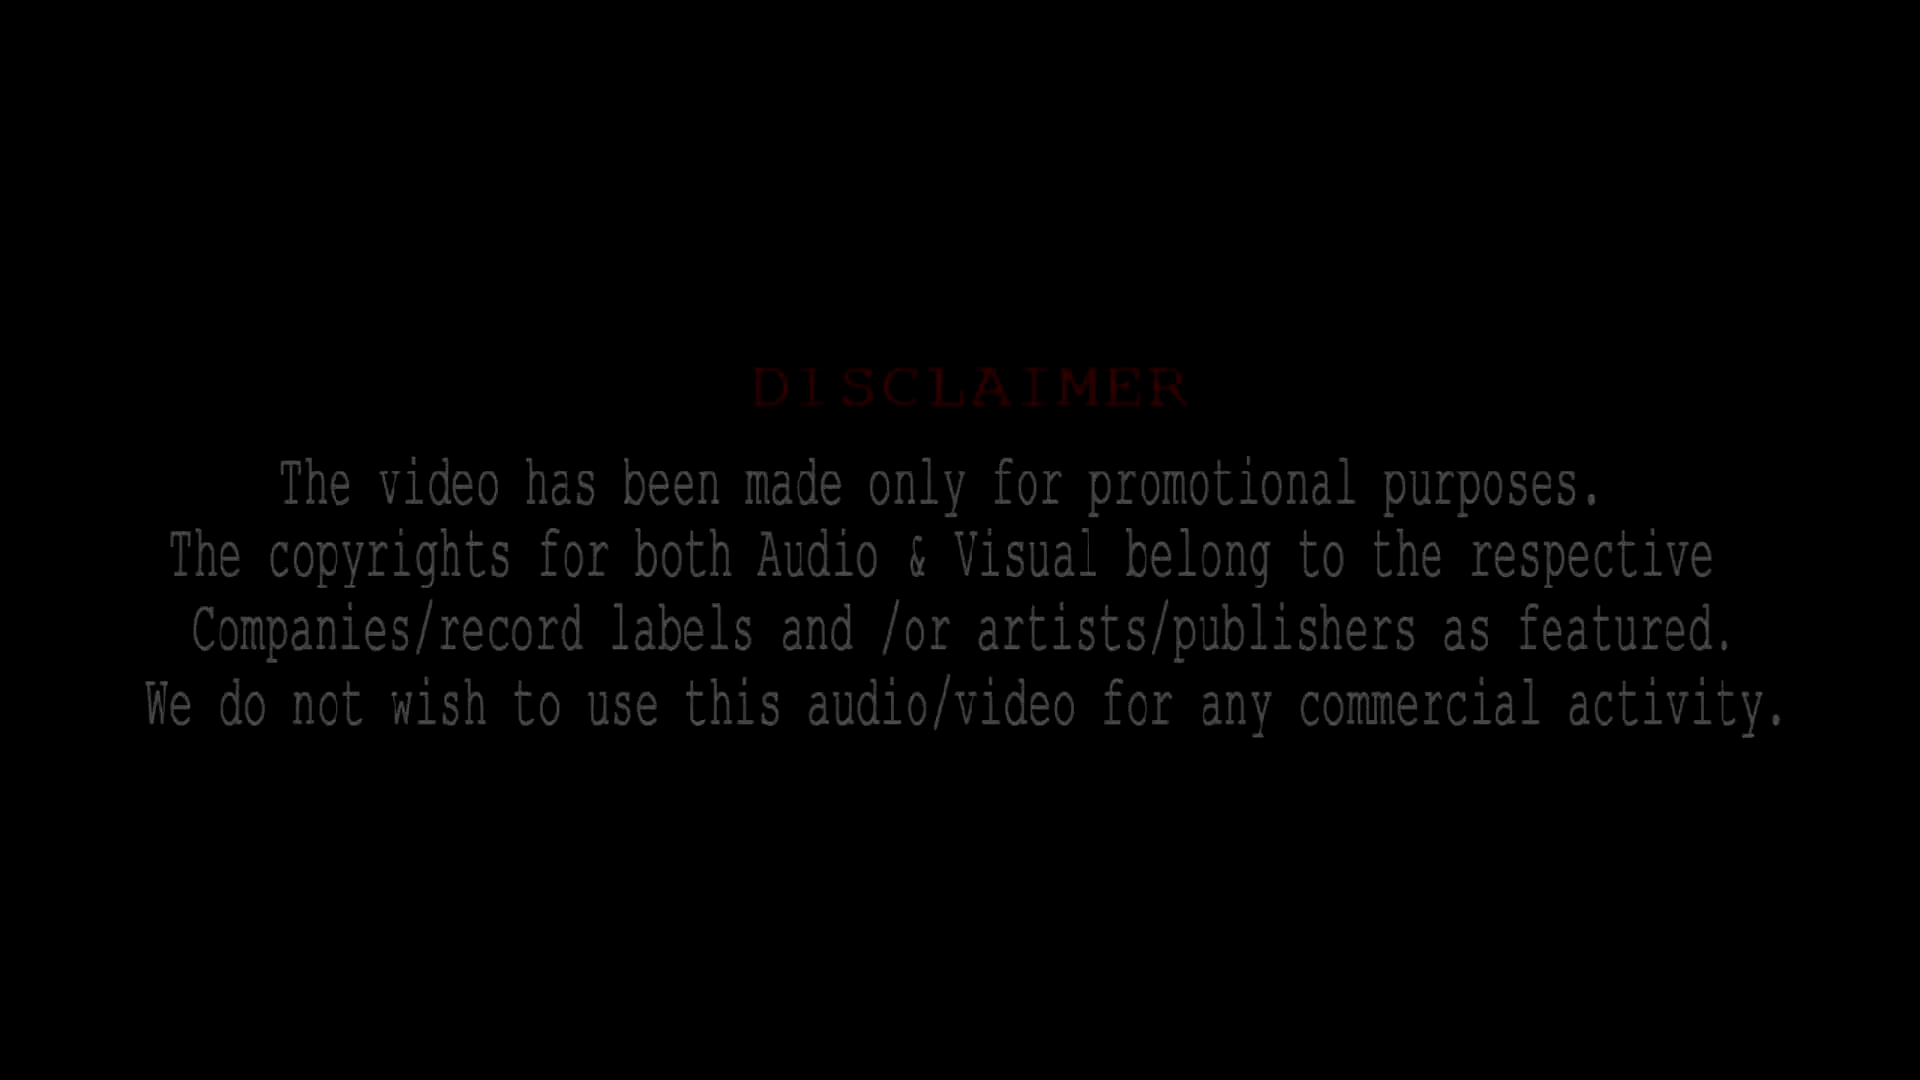 DISCLAIMER
The video has been made only for promotional purposes.
The copyrights for both Audio & Visual belong to the respective
Companies/record labels and /or artists/publishers as featured.
We do not wish to use this audio/video for any commercial activity.